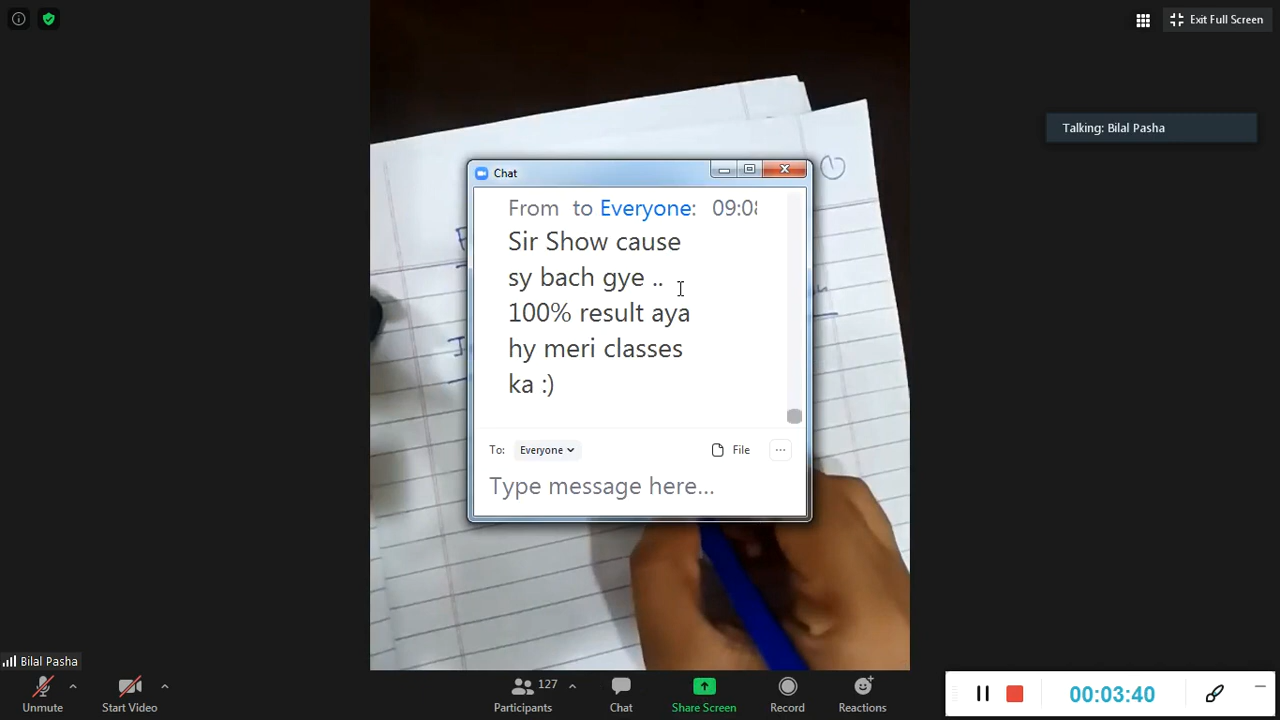 Exit Full Screen
Talking: Bilal Pasha
Chat
From to Everyone: 09:08
Sir Show cause
sy bach gye ..
100% result aya
hy meri classes
ka :)
To: Everyone File ...
Type message here...
Bilal Pasha
Unmute
Start Video
127
Participants
Chat
Share Screen
Record
Reactions
00:03:40